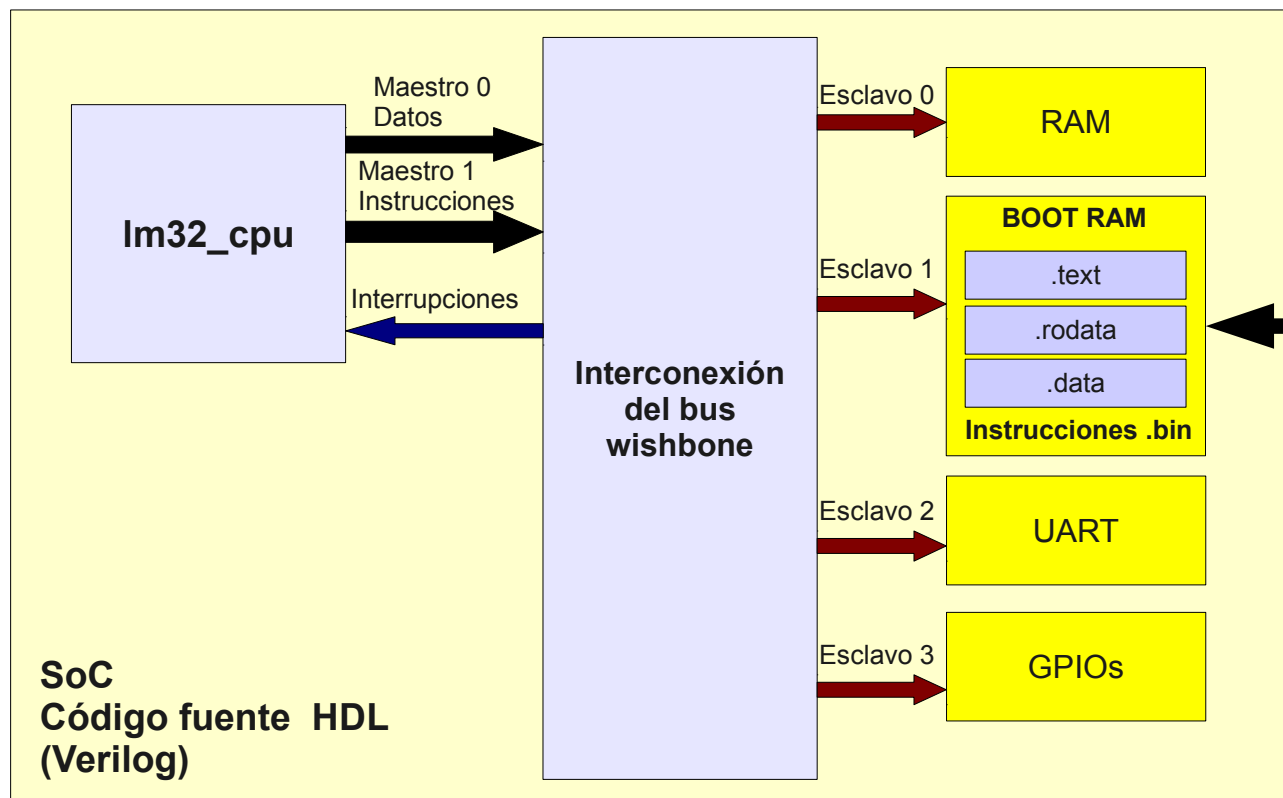 Maestro 0
Datos
Maestro 1
Instrucciones
lm32_cpu
Interrupciones
Interconexión
del bus
wishbone
Esclavo 0
RAM
BOOT RAM
Esclavo 1
.text
.rodata
.data
Instrucciones .bin
Esclavo 2
UART
Esclavo 3
GPIOs
SoC
Código fuente HDL
(Verilog)